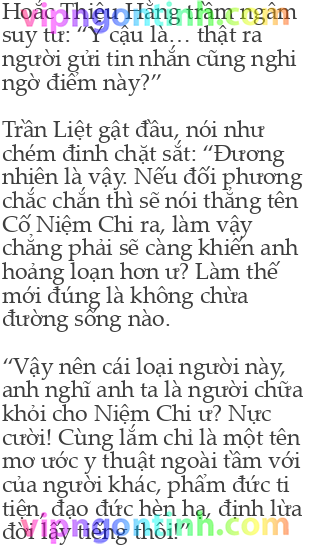 vipngontinh.com
Hoắc Thiệu Hằng trầm ngâm
suy tư: “Ý cậu là… thật ra
người gửi tin nhắn cũng nghi
ngờ điểm này?”
Trần Liệt gật đầu, nói như
chém đinh chặt sắt: “Đương
nhiên là vậy. Nếu đối phương
chắc chắn thì sẽ nói thẳng tên
Cố Niệm Chi ra, làm vậy
chẳng phải sẽ càng khiến anh
hoảng loạn hơn ư? Làm thế
mới đúng là không chừa
đường sống nào.
“Vậy nên cái loại người này,
anh nghĩ anh ta là người chữa
khỏi cho Niệm Chi ư? Nực
cười! Cùng lắm chỉ là một tên
mơ ước y thuật ngoài tầm với
của người khác, phẩm đức ti
tiện, đạo đức hèn hạ, định lừa
đời lấy tiếng thôi!”
vipngontinh.com